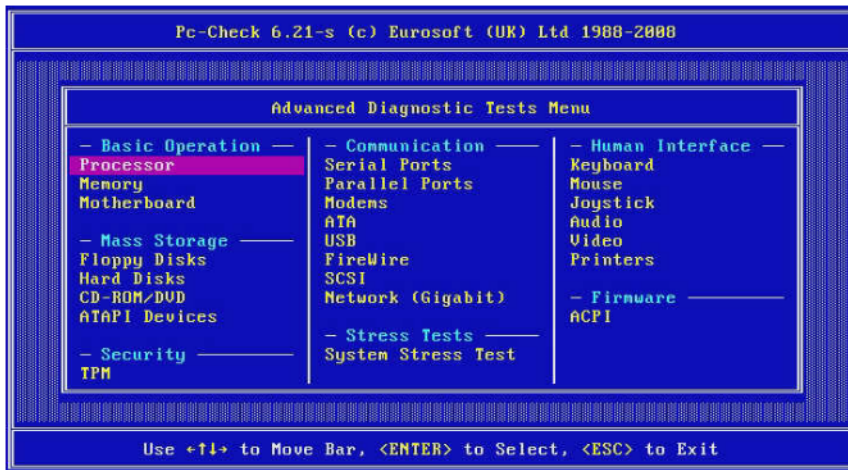 Pc-Check 6.21-s (c) Eurosoft (UK) Ltd 1988-2008
Advanced Diagnostic Tests Menu
— Basic Operation —
Processor
Memory
Motherboard
— Mass Storage ———
Floppy Disks
Hard Disks
CD-ROM/DVD
ATAPI Devices
— Security ————
TPM
— Communication ———
Serial Ports
Parallel Ports
Modems
ATA
USB
FireWire
SCSI
Network (Gigabit)
— Stress Tests ———
System Stress Test
— Human Interface —
Keyboard
Mouse
Joystick
Audio
Video
Printers
— Firmware ————
ACPI
Use ←↑↓→ to Move Bar, <ENTER> to Select, <ESC> to Exit